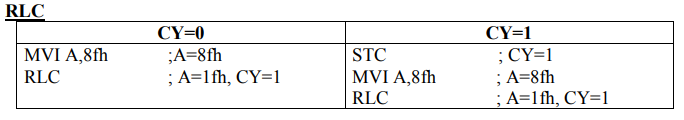 RLC
CY=0 CY=1
MVI A,8fh ;A=8fh
RLC ; A=1fh, CY=1
STC ; CY=1
MVI A,8fh ; A=8fh
RLC ; A=1fh, CY=1